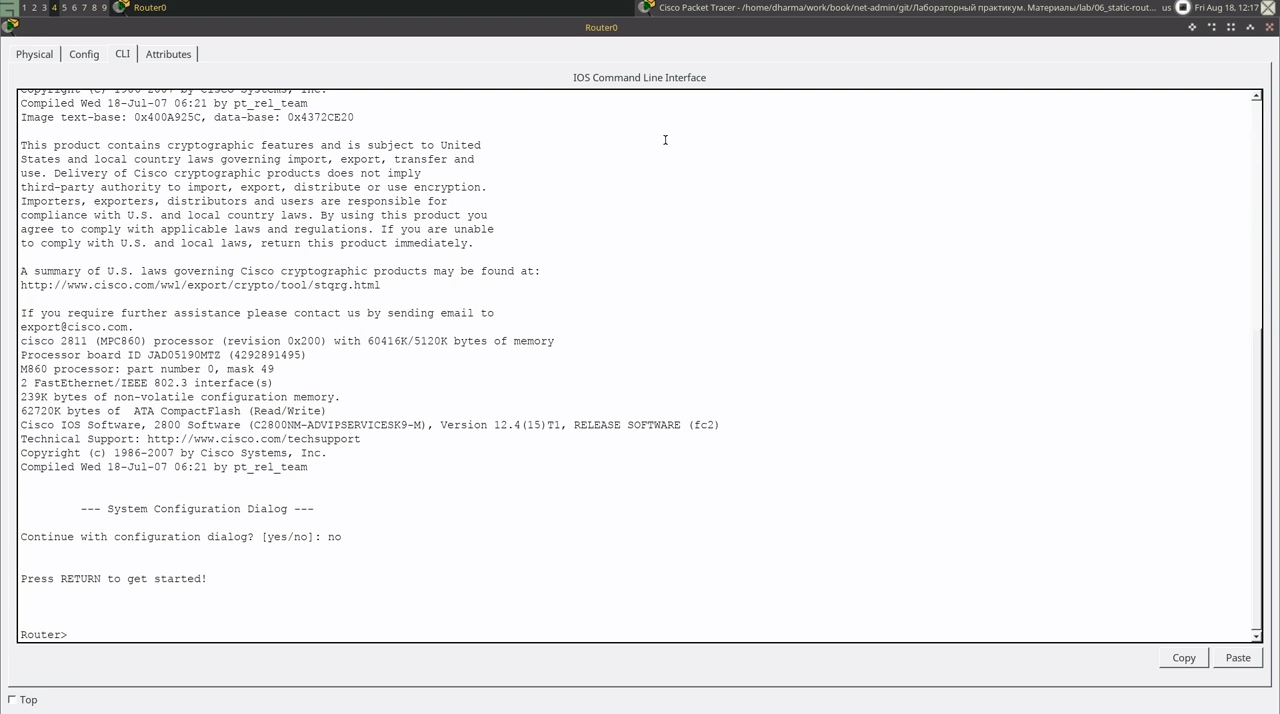 1 2 3 4 5 6 7 8 9 Router0 Cisco Packet Tracer - /home/dharma/work/book/net-admin/git/Лабораторный практикум. Материалы/lab/06_static-rout... us Fri Aug 18, 12:17
Router0
Physical Config CLI Attributes
IOS Command Line Interface
Copyright (c) 1986-2007 by Cisco Systems, Inc.
Compiled Wed 18-Jul-07 06:21 by pt_rel_team
Image text-base: 0x400A925C, data-base: 0x4372CE20
This product contains cryptographic features and is subject to United
States and local country laws governing import, export, transfer and
use. Delivery of Cisco cryptographic products does not imply
third-party authority to import, export, distribute or use encryption.
Importers, exporters, distributors and users are responsible for
compliance with U.S. and local country laws. By using this product you
agree to comply with applicable laws and regulations. If you are unable
to comply with U.S. and local laws, return this product immediately.
A summary of U.S. laws governing Cisco cryptographic products may be found at:
http://www.cisco.com/wwl/export/crypto/tool/stqrg.html
If you require further assistance please contact us by sending email to
export@cisco.com.
cisco 2811 (MPC860) processor (revision 0x200) with 60416K/5120K bytes of memory
Processor board ID JAD05190MTZ (4292891495)
M860 processor: part number 0, mask 49
2 FastEthernet/IEEE 802.3 interface(s)
239K bytes of non-volatile configuration memory.
62720K bytes of ATA CompactFlash (Read/Write)
Cisco IOS Software, 2800 Software (C2800NM-ADVIPSERVICESK9-M), Version 12.4(15)T1, RELEASE SOFTWARE (fc2)
Technical Support: http://www.cisco.com/techsupport
Copyright (c) 1986-2007 by Cisco Systems, Inc.
Compiled Wed 18-Jul-07 06:21 by pt_rel_team
--- System Configuration Dialog ---
Continue with configuration dialog? [yes/no]: no
Press RETURN to get started!
Router>
Copy Paste
Top